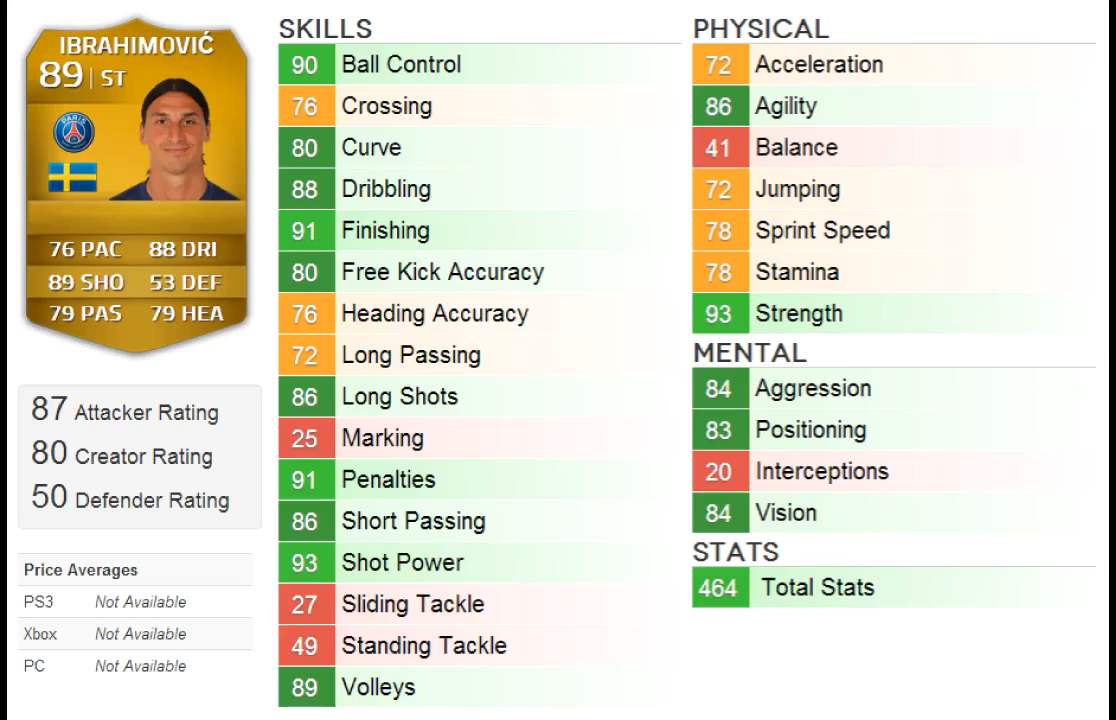 IBRAHIMOVIĆ
89 | ST
PARIS
76 PAC 88 DRI
89 SHO 53 DEF
79 PAS 79 HEA
87 Attacker Rating
80 Creator Rating
50 Defender Rating
Price Averages
PS3 Not Available
Xbox Not Available
PC Not Available
SKILLS
90 Ball Control
76 Crossing
80 Curve
88 Dribbling
91 Finishing
80 Free Kick Accuracy
76 Heading Accuracy
72 Long Passing
86 Long Shots
25 Marking
91 Penalties
86 Short Passing
93 Shot Power
27 Sliding Tackle
49 Standing Tackle
89 Volleys
PHYSICAL
72 Acceleration
86 Agility
41 Balance
72 Jumping
78 Sprint Speed
78 Stamina
93 Strength
MENTAL
84 Aggression
83 Positioning
20 Interceptions
84 Vision
STATS
464 Total Stats